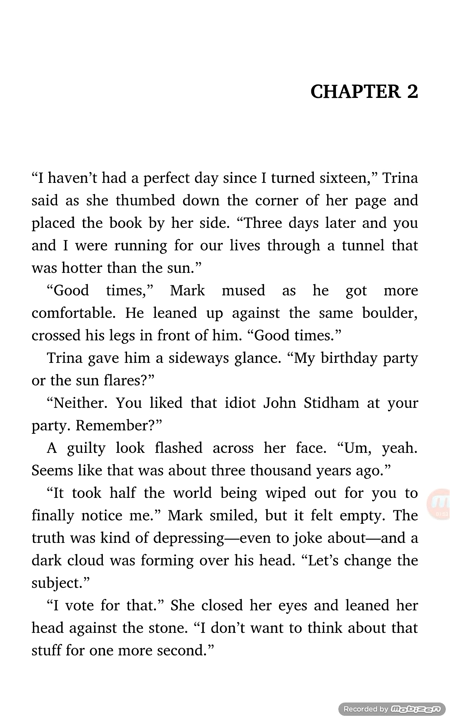 CHAPTER 2
“I haven’t had a perfect day since I turned sixteen,” Trina
said as she thumbed down the corner of her page and
placed the book by her side. “Three days later and you
and I were running for our lives through a tunnel that
was hotter than the sun.”
“Good times,” Mark mused as he got more
comfortable. He leaned up against the same boulder,
crossed his legs in front of him. “Good times.”
Trina gave him a sideways glance. “My birthday party
or the sun flares?”
“Neither. You liked that idiot John Stidham at your
party. Remember?”
A guilty look flashed across her face. “Um, yeah.
Seems like that was about three thousand years ago.”
“It took half the world being wiped out for you to
finally notice me.” Mark smiled, but it felt empty. The
truth was kind of depressing—even to joke about—and a
dark cloud was forming over his head. “Let’s change the
subject.”
“I vote for that.” She closed her eyes and leaned her
head against the stone. “I don’t want to think about that
stuff for one more second.”
Recorded by mobizen